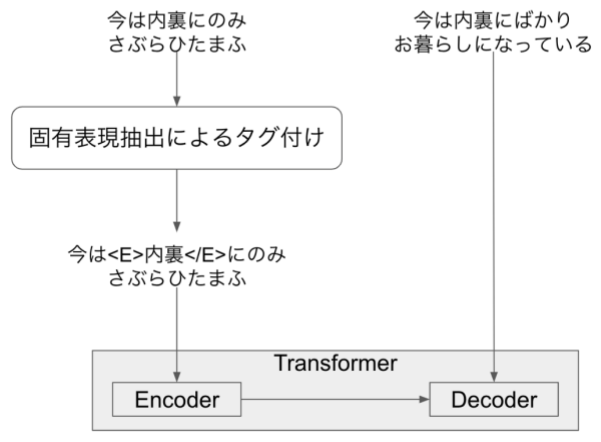 今は内裏にのみ
さぶらひたまふ
今は内裏にばかり
お暮らしになっている
固有表現抽出によるタグ付け
今は<E>内裏</E>にのみ
さぶらひたまふ
Transformer
Encoder
Decoder